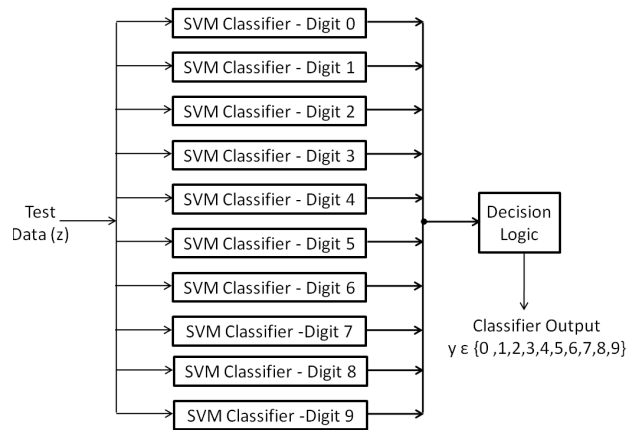 SVM Classifier - Digit 0
SVM Classifier - Digit 1
SVM Classifier - Digit 2
SVM Classifier - Digit 3
SVM Classifier - Digit 4
SVM Classifier - Digit 5
SVM Classifier - Digit 6
SVM Classifier -Digit 7
SVM Classifier - Digit 8
SVM Classifier -Digit 9
Test
Data (z)
Decision
Logic
Classifier Output
y ε {0 ,1,2,3,4,5,6,7,8,9}